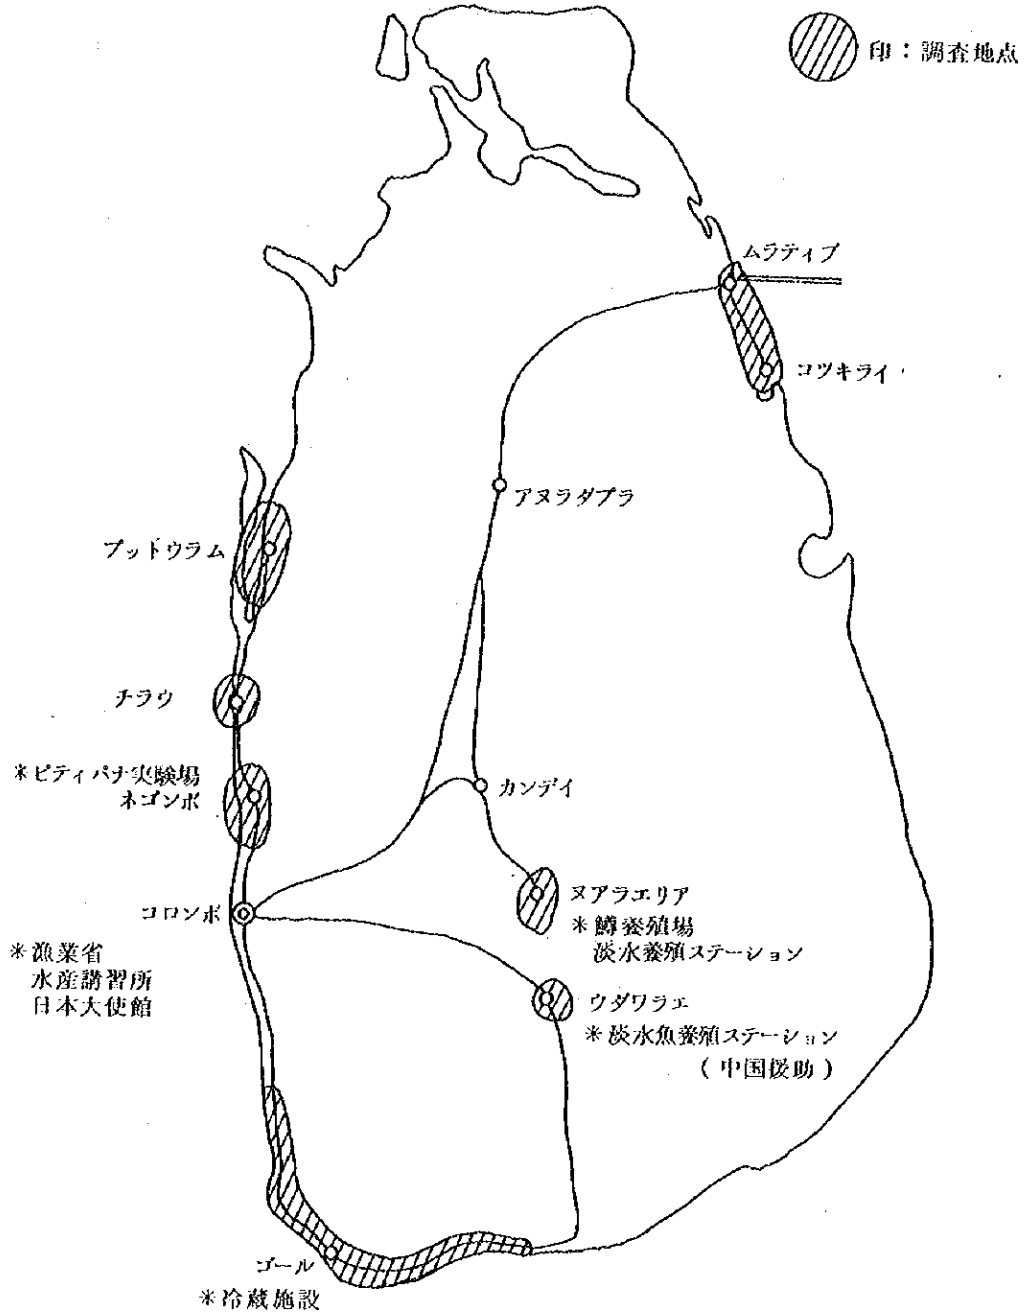 印：調査地点
ムラティブ
コツキライ
アヌラダプラ
プットウラム
チラウ
＊ピティパナ実験場
ネゴンボ
カンデイ
ヌアラエリア
＊鱒養殖場
淡水養殖ステーション
コロンボ
＊漁業省
水産講習所
日本大使館
ウダワラエ
＊淡水魚養殖ステーション
（中国援助）
ゴール
＊冷蔵施設